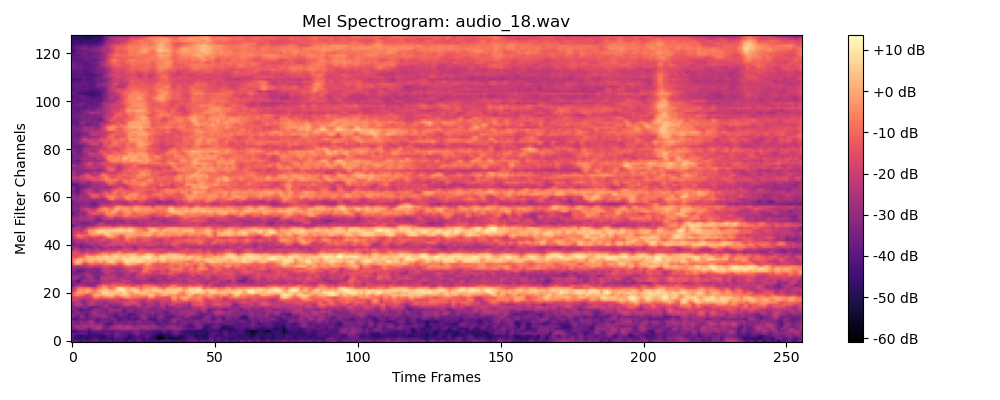 Mel Spectrogram: audio_18.wav
Mel Filter Channels
120
100
80
60
40
20
0
0 50 100 150 200 250
Time Frames
+10 dB
+0 dB
-10 dB
-20 dB
-30 dB
-40 dB
-50 dB
-60 dB